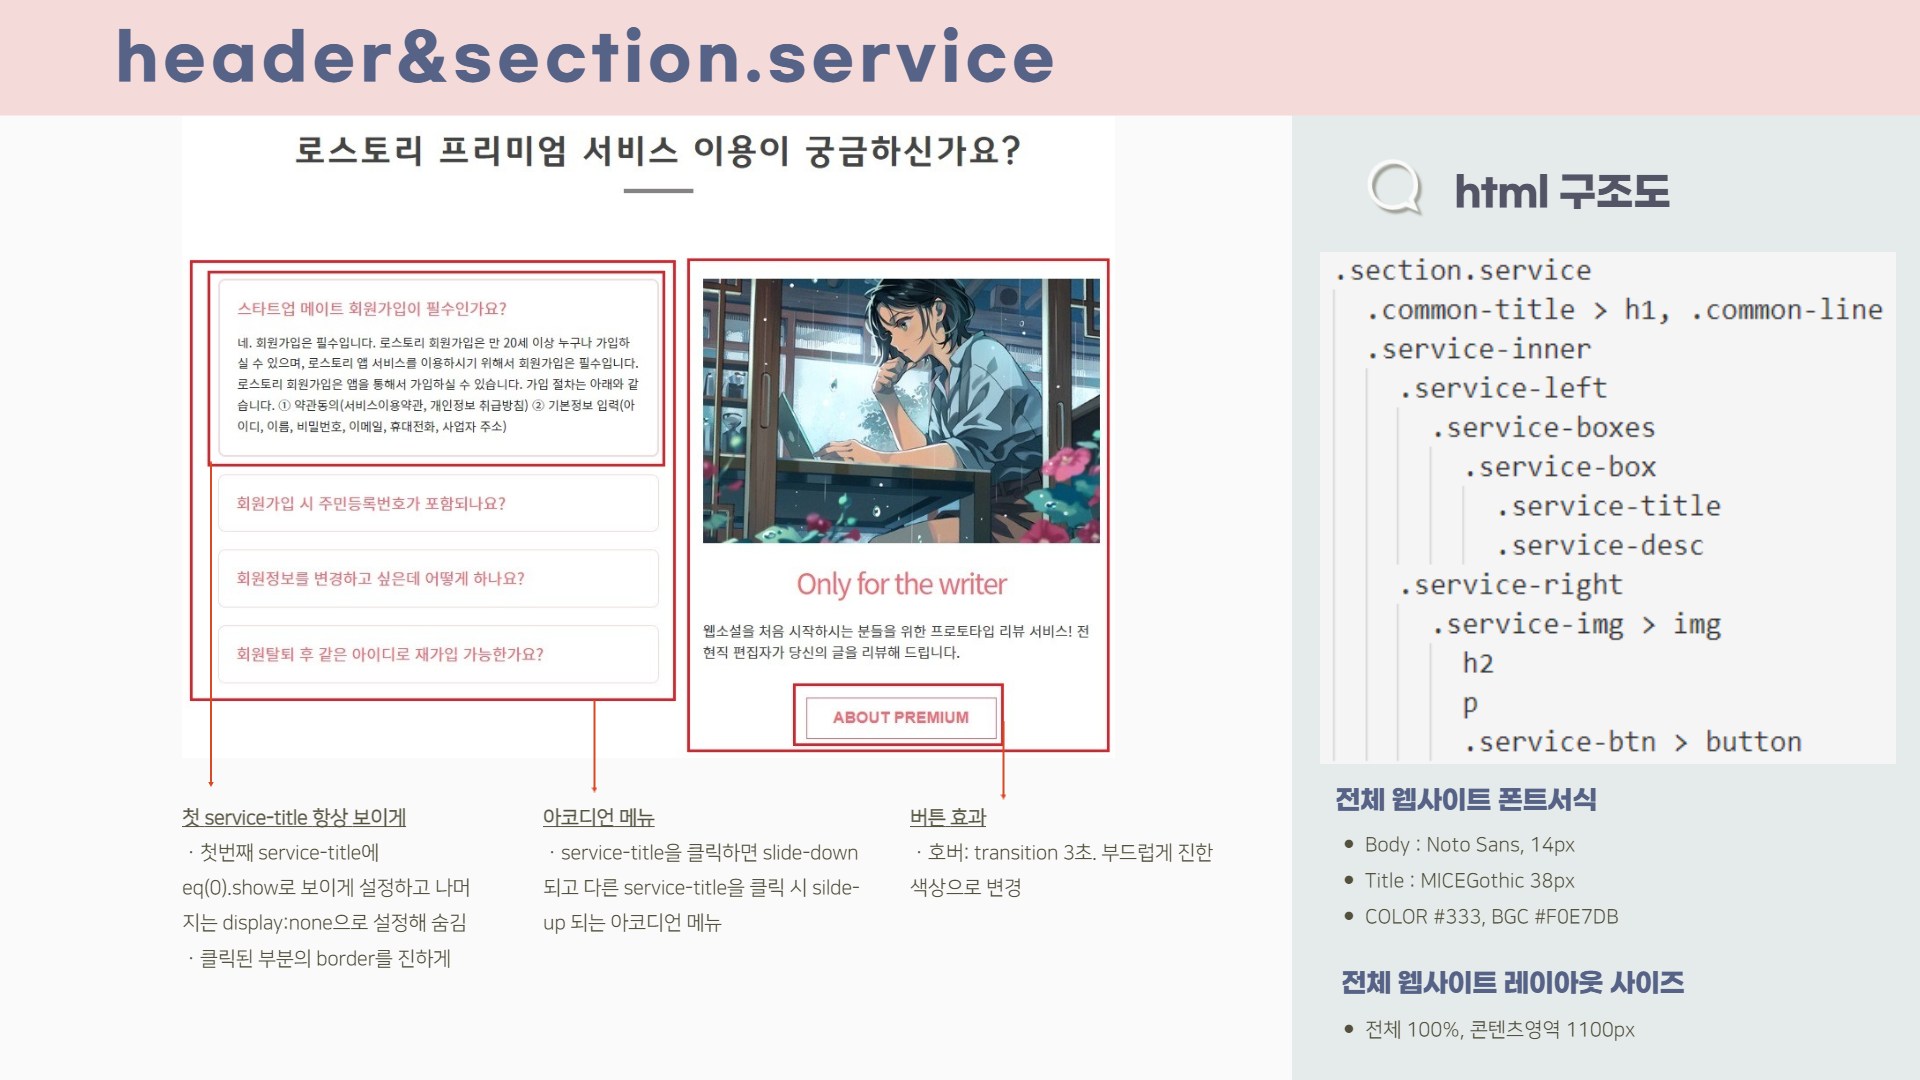 header&section.service
로스토리 프리미엄 서비스 이용이 궁금하신가요?
스타트업 메이트 회원가입이 필수인가요?
네. 회원가입은 필수입니다. 로스토리 회원가입은 만 20세 이상 누구나 가입하
실 수 있으며, 로스토리 앱 서비스를 이용하시기 위해서 회원가입은 필수입니다.
로스토리 회원가입은 앱을 통해서 가입하실 수 있습니다. 가입 절차는 아래와 같
습니다. ① 약관동의(서비스이용약관, 개인정보 취급방침) ② 기본정보 입력(아
이디, 이름, 비밀번호, 이메일, 휴대전화, 사업자 주소)
회원가입 시 주민등록번호가 포함되나요?
회원정보를 변경하고 싶은데 어떻게 하나요?
회원탈퇴 후 같은 아이디로 재가입 가능한가요?
Only for the writer
웹소설을 처음 시작하시는 분들을 위한 프로토타입 리뷰 서비스! 전
현직 편집자가 당신의 글을 리뷰해 드립니다.
ABOUT PREMIUM
첫 service-title 항상 보이게
· 첫번째 service-title에
eq(0).show로 보이게 설정하고 나머
지는 display:none으로 설정해 숨김
· 클릭된 부분의 border를 진하게
아코디언 메뉴
· service-title을 클릭하면 slide-down
되고 다른 service-title을 클릭 시 silde-
up 되는 아코디언 메뉴
버튼 효과
· 호버: transition 3초. 부드럽게 진한
색상으로 변경
html 구조도
.section.service
.common-title > h1, .common-line
.service-inner
.service-left
.service-boxes
.service-box
.service-title
.service-desc
.service-right
.service-img > img
h2
p
.service-btn > button
전체 웹사이트 폰트서식
• Body : Noto Sans, 14px
• Title : MICEGothic 38px
• COLOR #333, BGC #F0E7DB
전체 웹사이트 레이아웃 사이즈
• 전체 100%, 콘텐츠영역 1100px